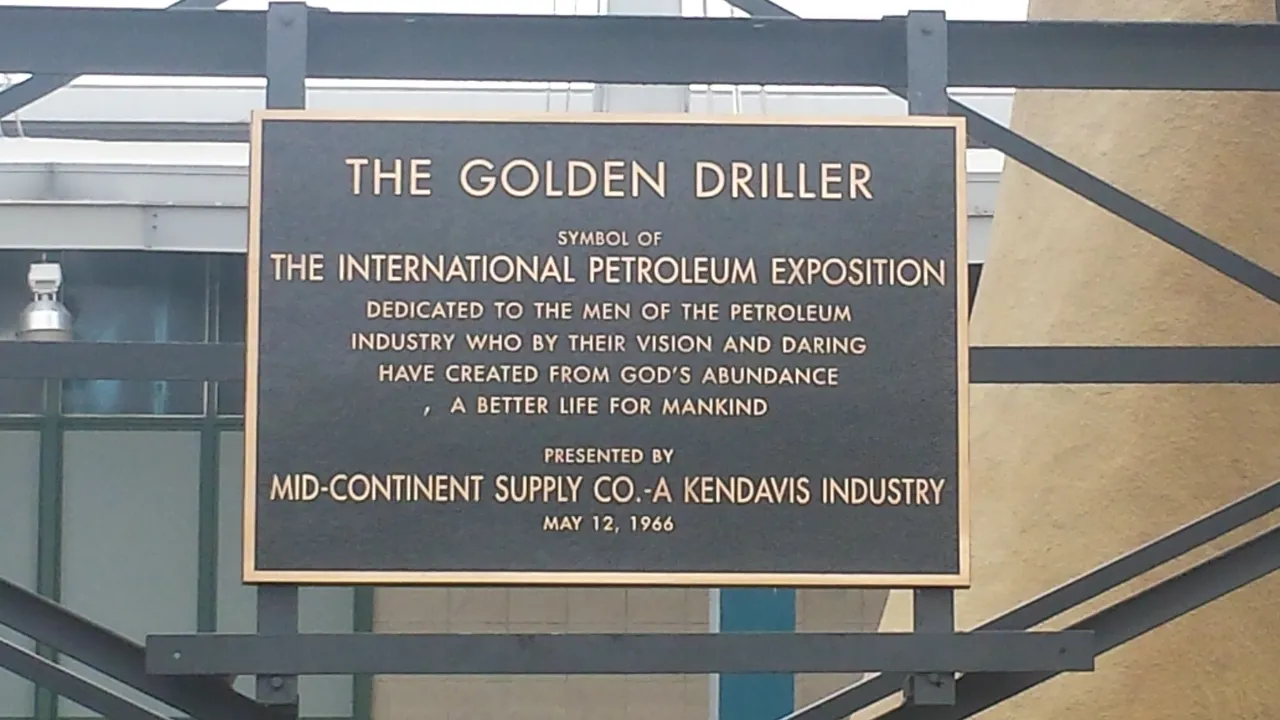 THE GOLDEN DRILLER
SYMBOL OF
THE INTERNATIONAL PETROLEUM EXPOSITION
DEDICATED TO THE MEN OF THE PETROLEUM
INDUSTRY WHO BY THEIR VISION AND DARING
HAVE CREATED FROM GOD'S ABUNDANCE
, A BETTER LIFE FOR MANKIND
PRESENTED BY
MID-CONTINENT SUPPLY CO.-A KENDAVIS INDUSTRY
MAY 12, 1966